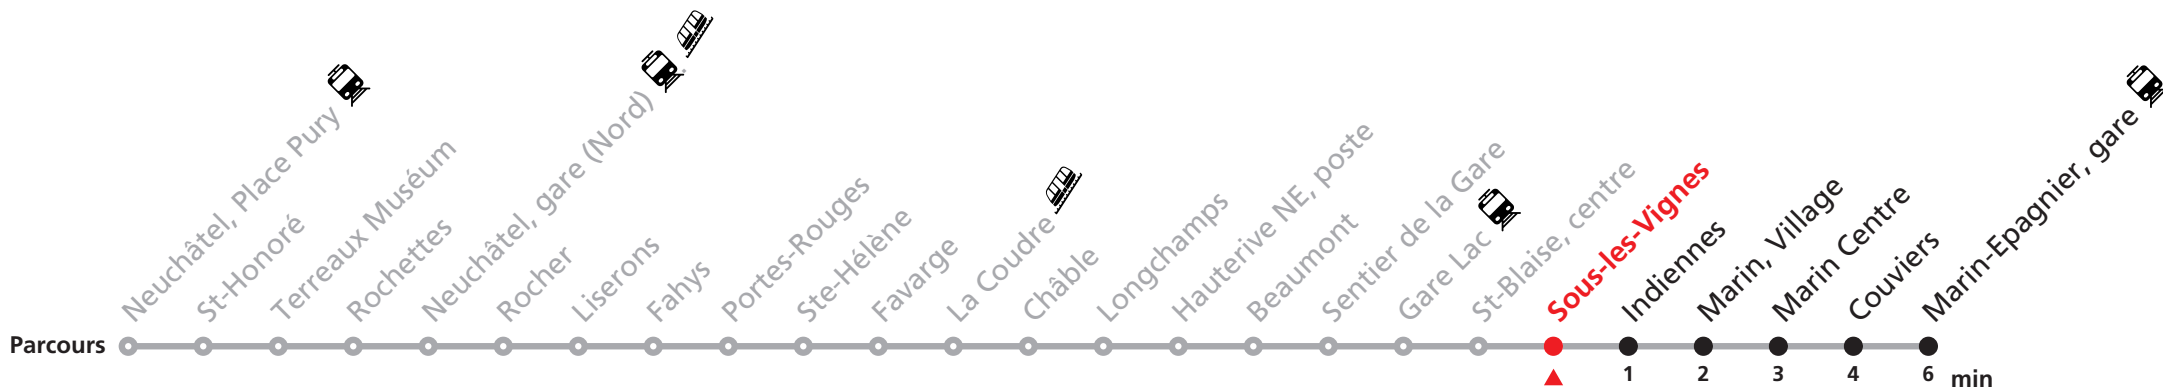 Neuchâtel, Place Pury
St-Honoré
Terreaux Muséum
Rochettes
Neuchâtel, gare (Nord)
Rocher
Liserons
Fahys
Portes-Rouges
Ste-Hélène
Favarge
La Coudre
Châble
Longchamps
Hauterive NE, poste
Beaumont
Sentier de la Gare
Gare Lac
St-Blaise, centre
Sous-les-Vignes
Indiennes
Marin, Village
Marin Centre
Couviers
Marin-Epagnier, gare
Parcours
1 2 3 4 6 min